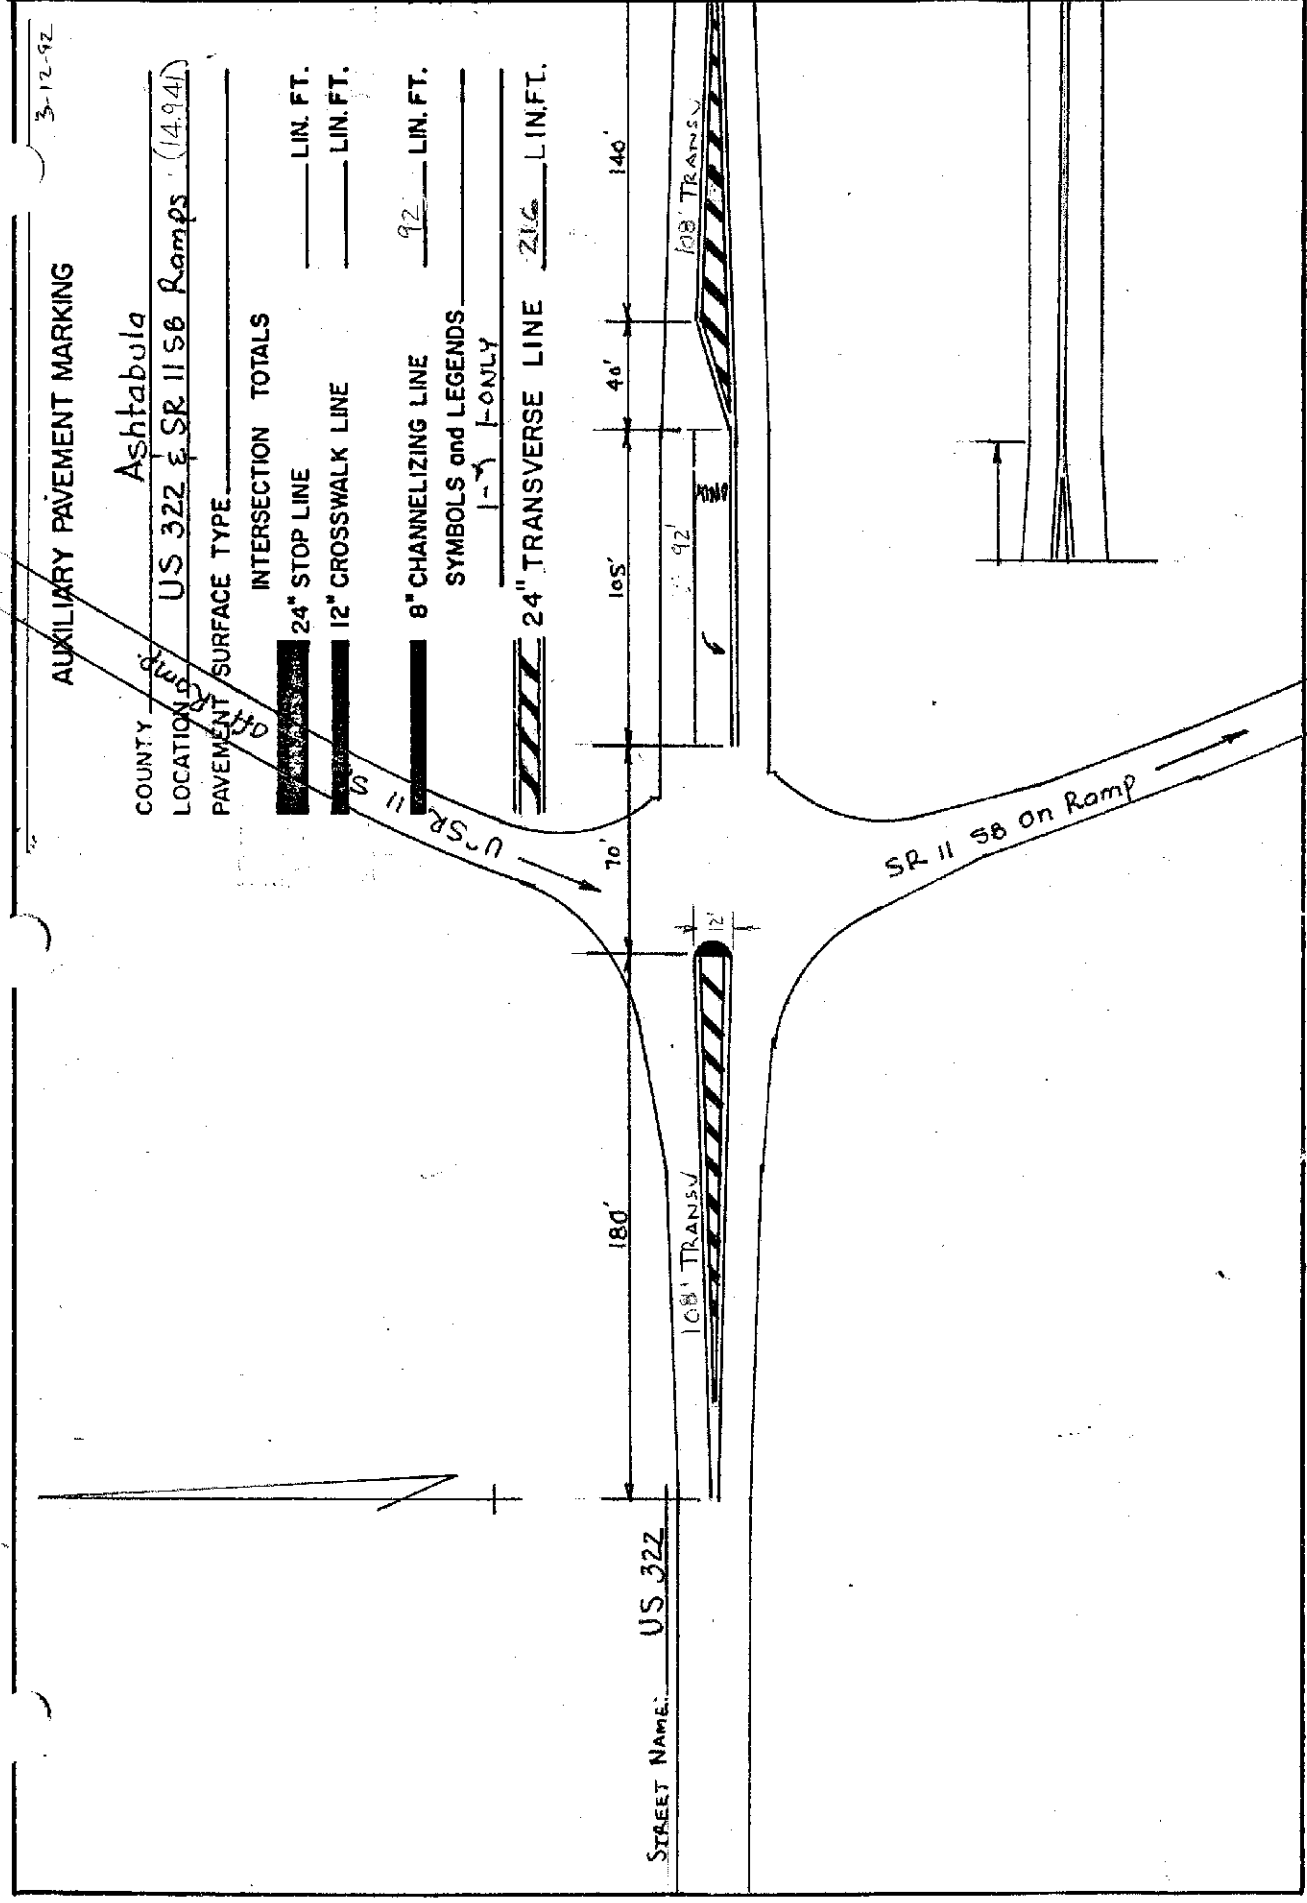 3-12-92
AUXILIARY PAVEMENT MARKING
COUNTY Ashtabula
LOCATION US 322 & SR 11 SB Ramps (14.941)
PAVEMENT SURFACE TYPE
INTERSECTION TOTALS
24" STOP LINE LIN. FT.
12" CROSSWALK LINE LIN. FT.
8" CHANNELIZING LINE 92 LIN. FT.
SYMBOLS and LEGENDS
1- 1-ONLY
24" TRANSVERSE LINE 216 LIN. FT.
SR 11 S. Off Ramp
180'
70'
105'
40'
140'
92'
108' TRANSV
108' TRANSV
12'
STREET NAME: US 322
SR 11 SB On Ramp